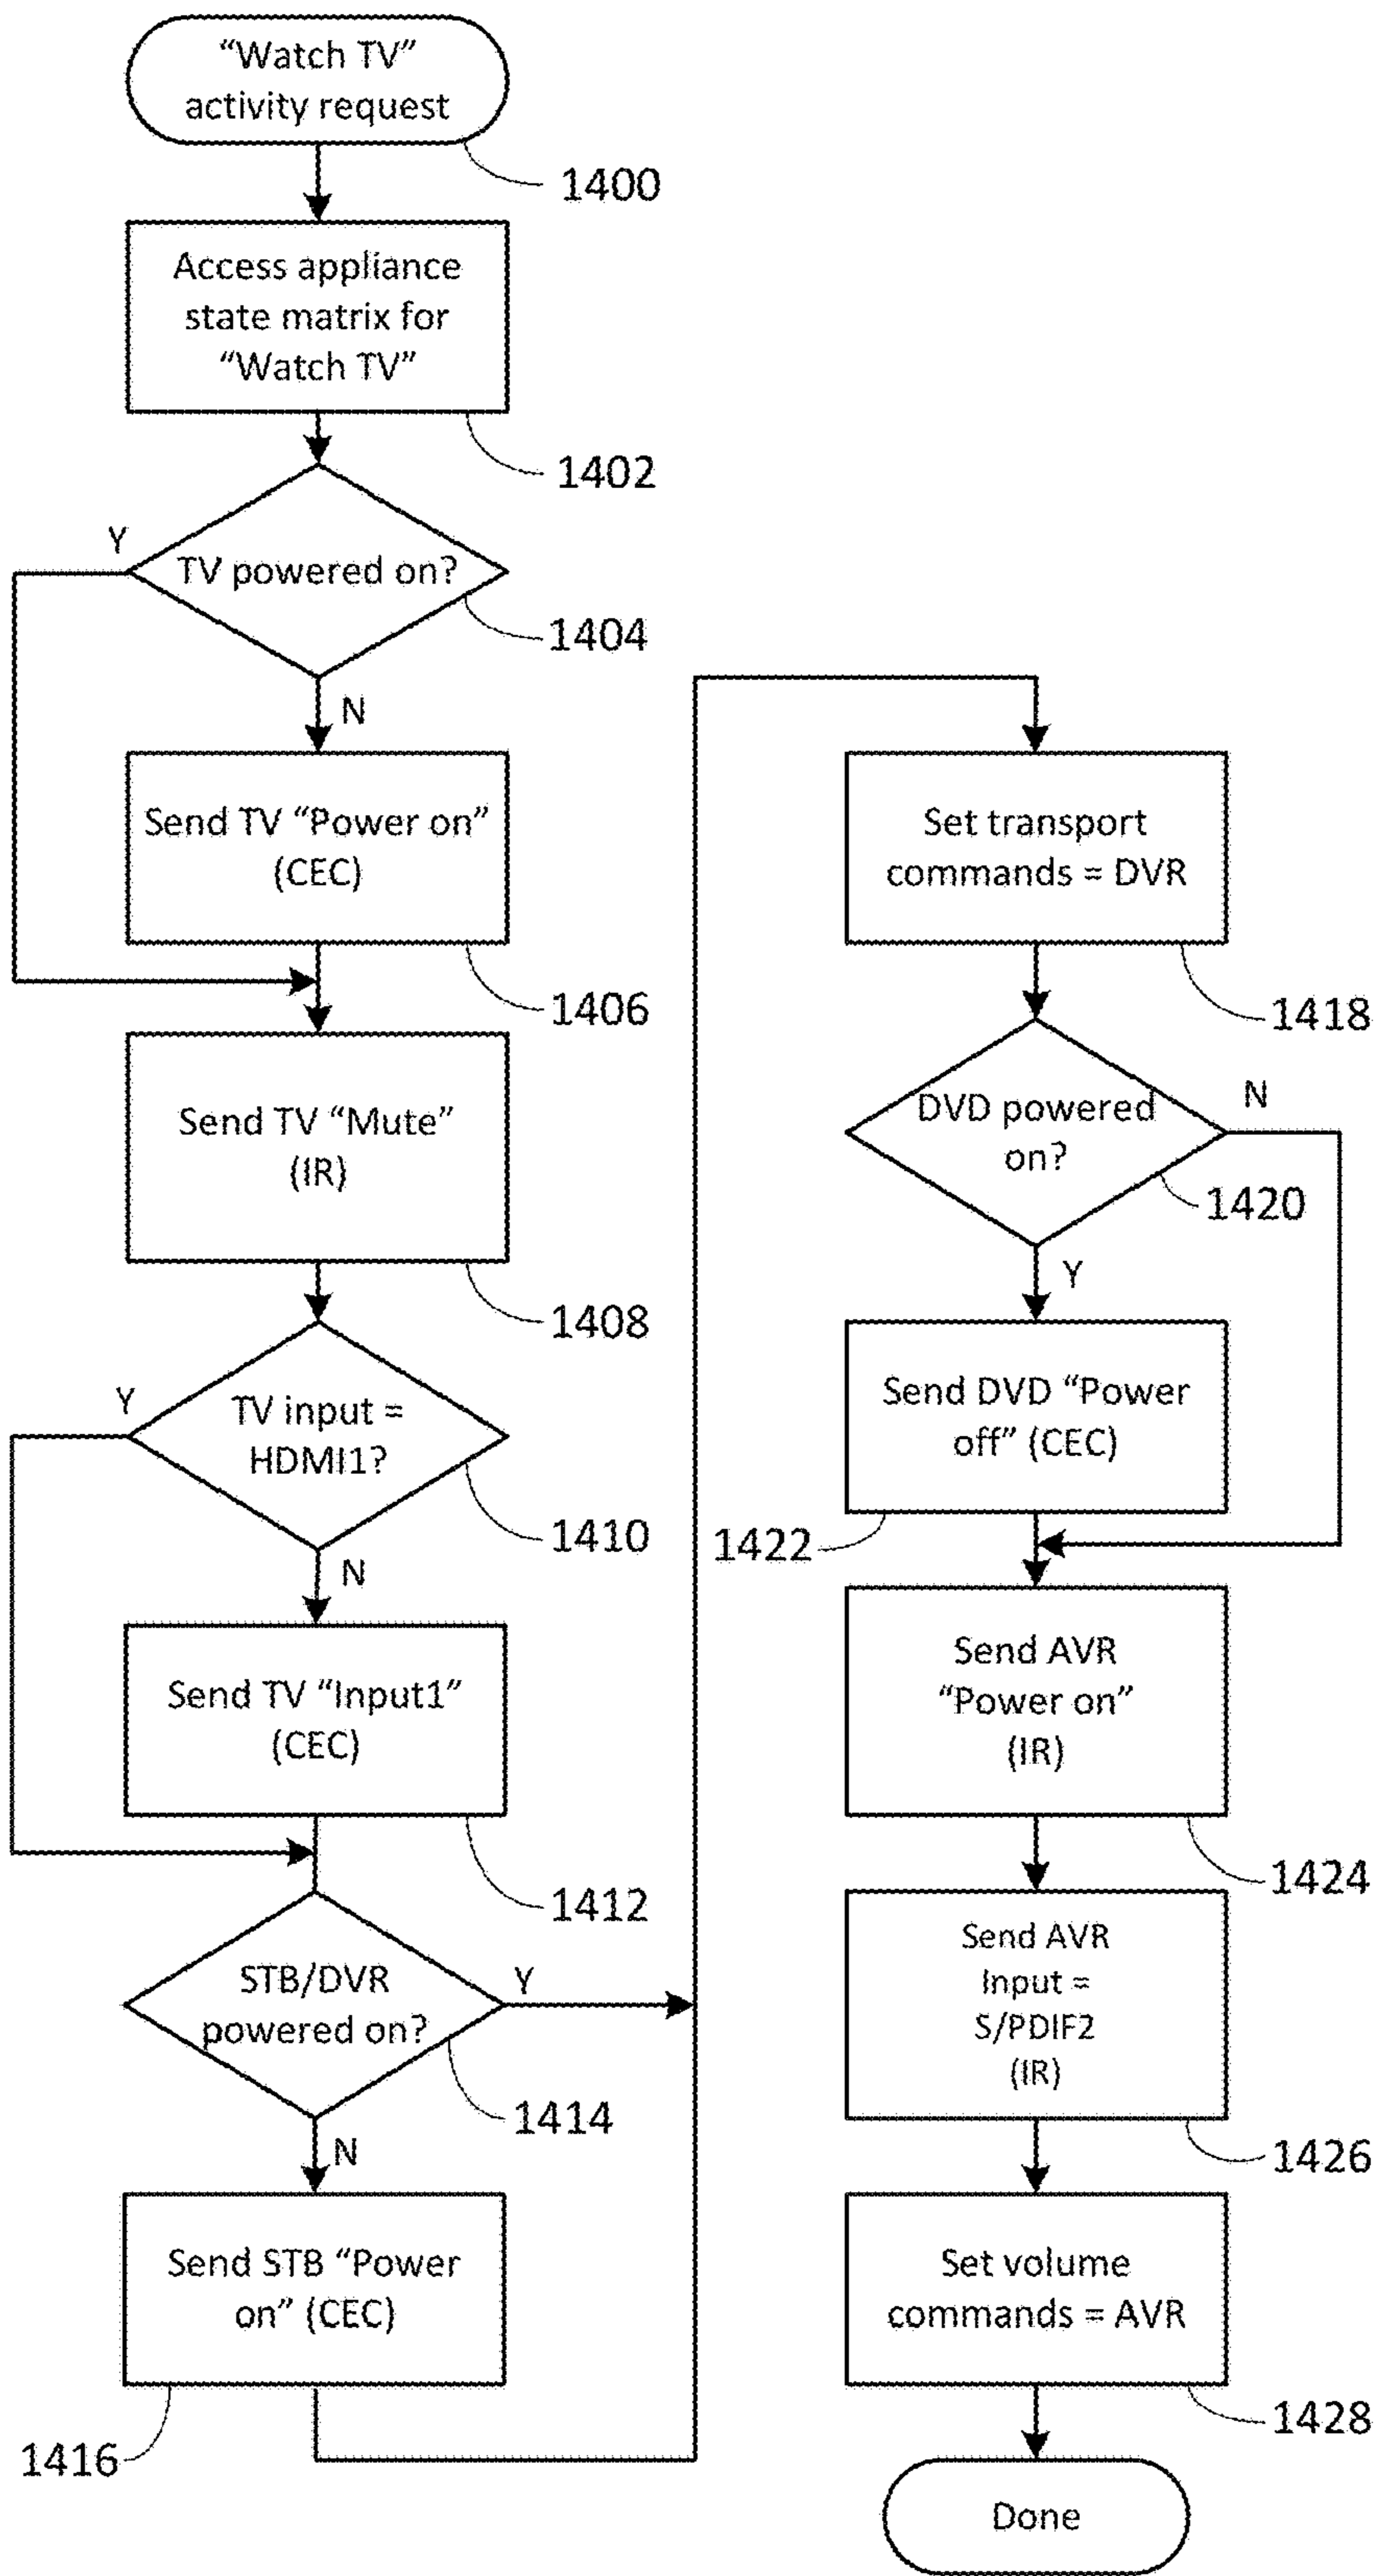 “Watch TV”
activity request
1400
Access appliance
state matrix for
“Watch TV”
1402
Y
TV powered on?
1404
N
Send TV “Power on”
(CEC)
1406
Send TV “Mute”
(IR)
1408
Y
TV input =
HDMI1?
1410
N
Send TV “Input1”
(CEC)
1412
STB/DVR
powered on?
Y
1414
N
Send STB “Power
on” (CEC)
1416
Set transport
commands = DVR
1418
DVD powered
on?
N
1420
Y
Send DVD “Power
off” (CEC)
1422
Send AVR
“Power on”
(IR)
1424
Send AVR
Input =
S/PDIF2
(IR)
1426
Set volume
commands = AVR
1428
Done